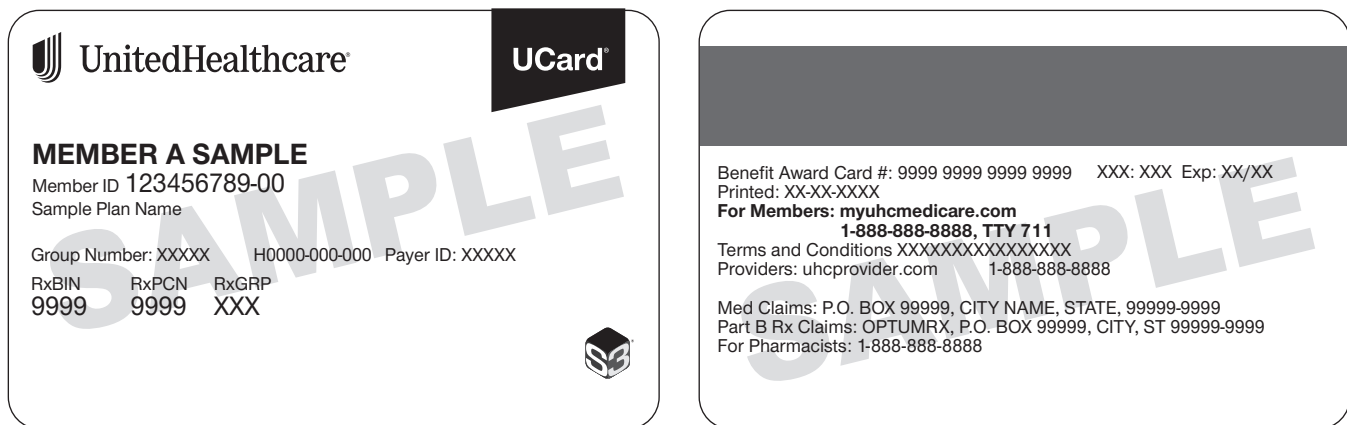 UnitedHealthcare®
UCard®
MEMBER A SAMPLE
Member ID 123456789-00
Sample Plan Name
Group Number: XXXXX H0000-000-000 Payer ID: XXXXX
RxBIN RxPCN RxGRP
9999 9999 XXX
S3
SAMPLE
Benefit Award Card #: 9999 9999 9999 9999 XXX: XXX Exp: XX/XX
Printed: XX-XX-XXXX
For Members: myuhcmedicare.com
1-888-888-8888, TTY 711
Terms and Conditions XXXXXXXXXXXXXXXX
Providers: uhcprovider.com 1-888-888-8888
Med Claims: P.O. BOX 99999, CITY NAME, STATE, 99999-9999
Part B Rx Claims: OPTUMRX, P.O. BOX 99999, CITY, ST 99999-9999
For Pharmacists: 1-888-888-8888
SAMPLE